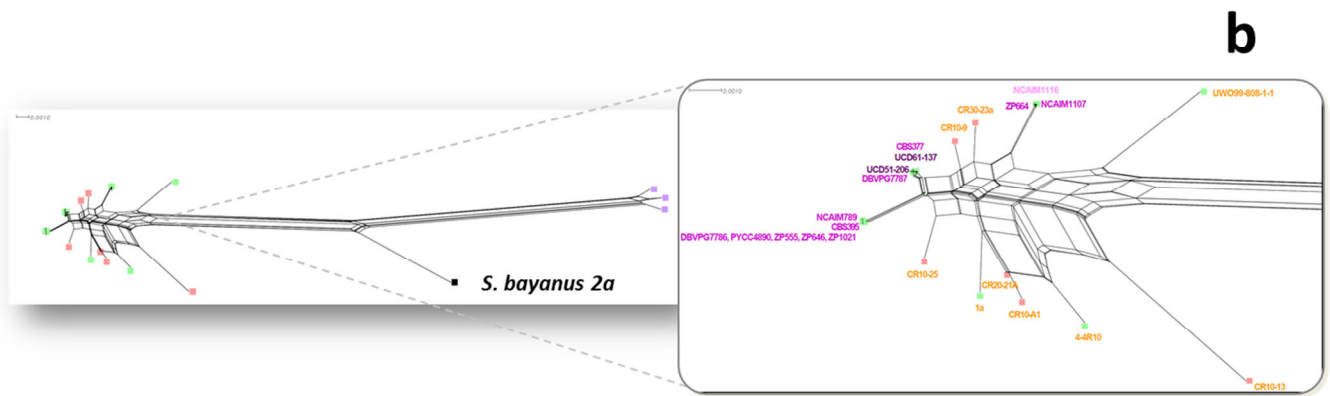 b
0.0010
S. bayanus 2a
0.0010
NCAIM1116
ZP664 NCAIM1107
UWO99-808-1-1
CR30-23a
CR10-9
CBS377
UCD61-137
UCD51-206
DBVPG7787
NCAIM789
CBS395
DBVPG7786, PYCC4890, ZP555, ZP646, ZP1021
CR10-25
CR20-21A
1a
CR10-A1
4-4R10
CR10-13